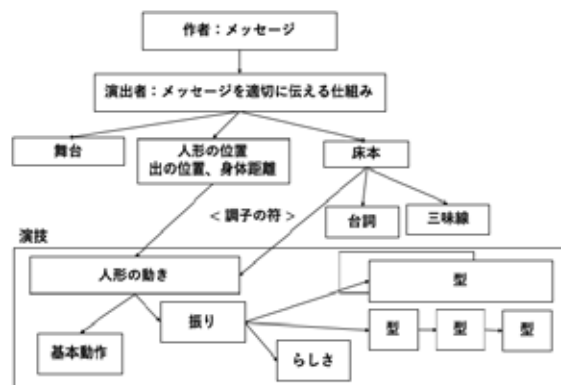 作者：メッセージ
演出者：メッセージを適切に伝える仕組み
舞台
人形の位置
出の位置、身体距離
床本
＜調子の符＞
台詞
三味線
演技
人形の動き
型
振り
型
型
型
基本動作
らしさ